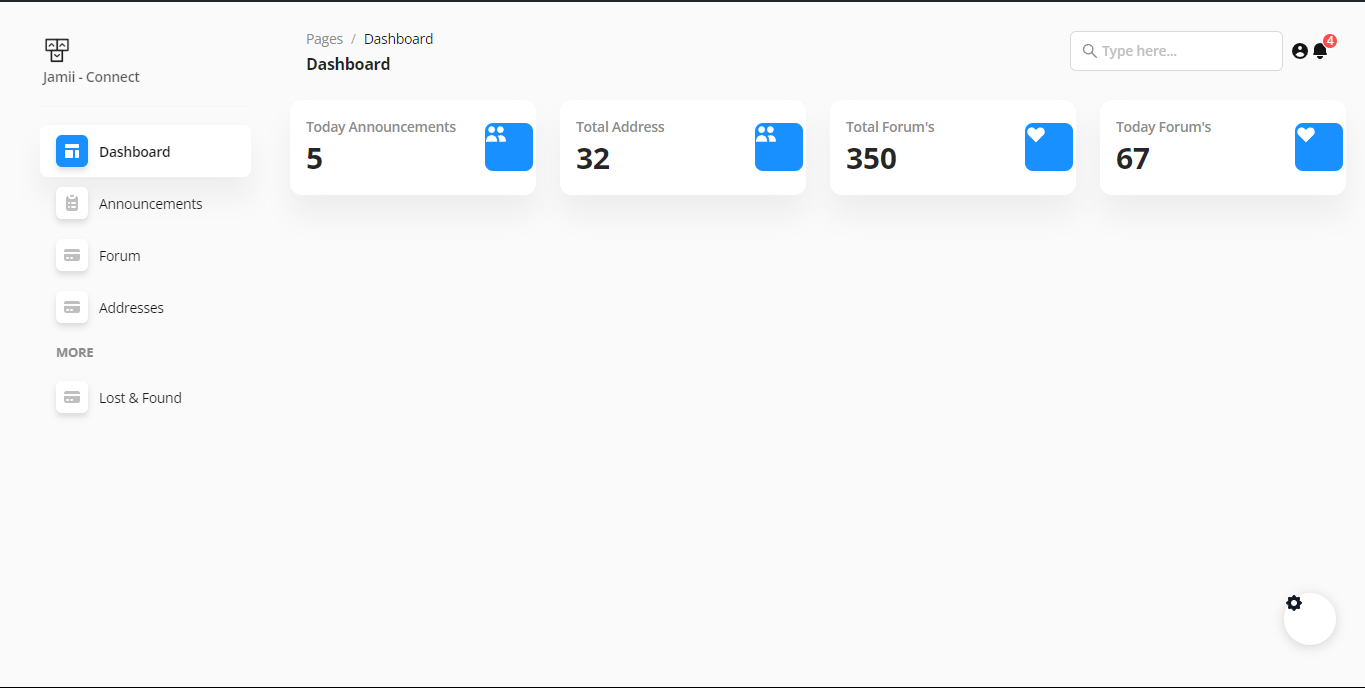 Jamii - Connect
Dashboard
Announcements
Forum
Addresses
MORE
Lost & Found
Pages / Dashboard
Dashboard
Type here...
4
Today Announcements
5
Total Address
32
Total Forum's
350
Today Forum's
67